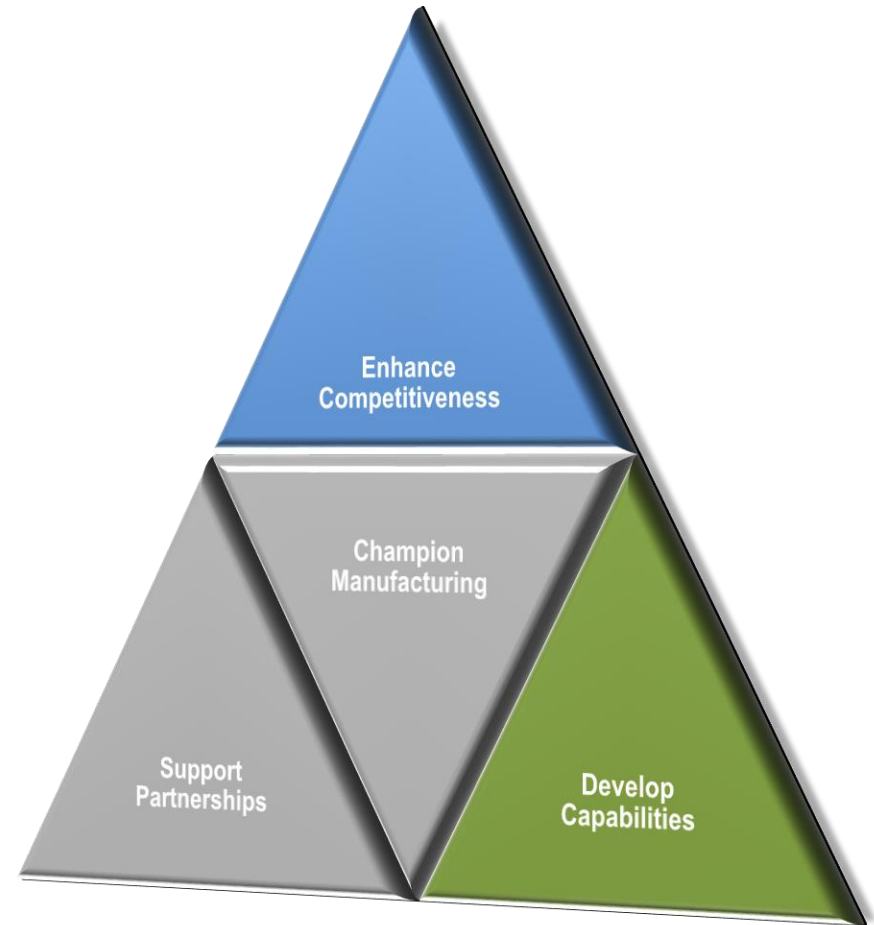 Enhance
Competitiveness
Champion
Manufacturing
Support
Partnerships
Develop
Capabilities